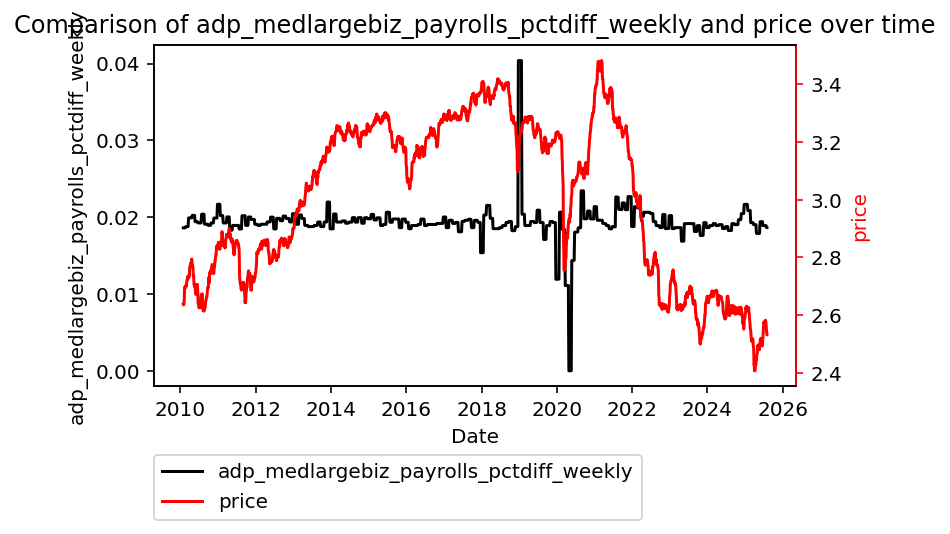 Comparison of adp_medlargebiz_payrolls_pctdiff_weekly and price over time
adp_medlargebiz_payrolls_pctdiff_weekly
0.04
0.03
0.02
0.01
0.00
3.4
3.2
3.0
2.8
2.6
2.4
price
2010 2012 2014 2016 2018 2020 2022 2024 2026
Date
adp_medlargebiz_payrolls_pctdiff_weekly
price